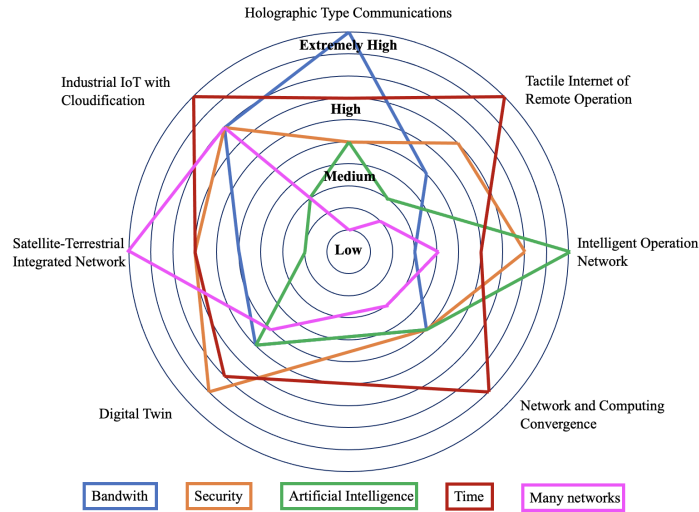 Holographic Type Communications
Extremely High
Industrial IoT with
Cloudification
Tactile Internet of
Remote Operation
High
Medium
Satellite-Terrestrial
Integrated Network
Low
Intelligent Operation
Network
Digital Twin
Network and Computing
Convergence
Bandwith
Security
Artificial Intelligence
Time
Many networks